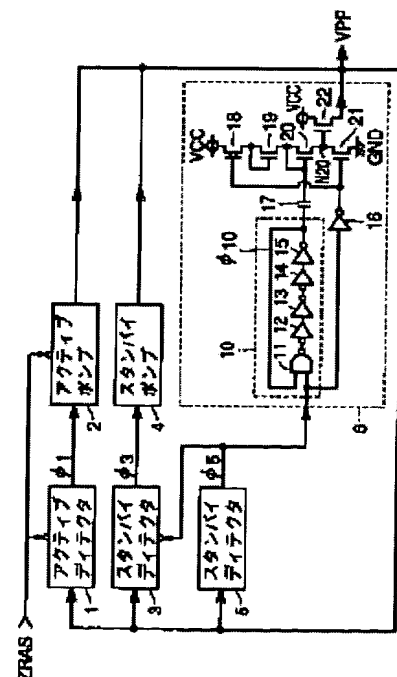 ZRAS
アクティブ
ディテクタ
1
φ1
アクティブ
ポンプ
2
スタンバイ
ディテクタ
3
φ3
スタンバイ
ポンプ
4
スタンバイ
ディテクタ
5
φ5
VPP
VCC
18
19
VCC
10
φ10
17
20
22
11
12
13
14
15
N20
21
16
GND
6